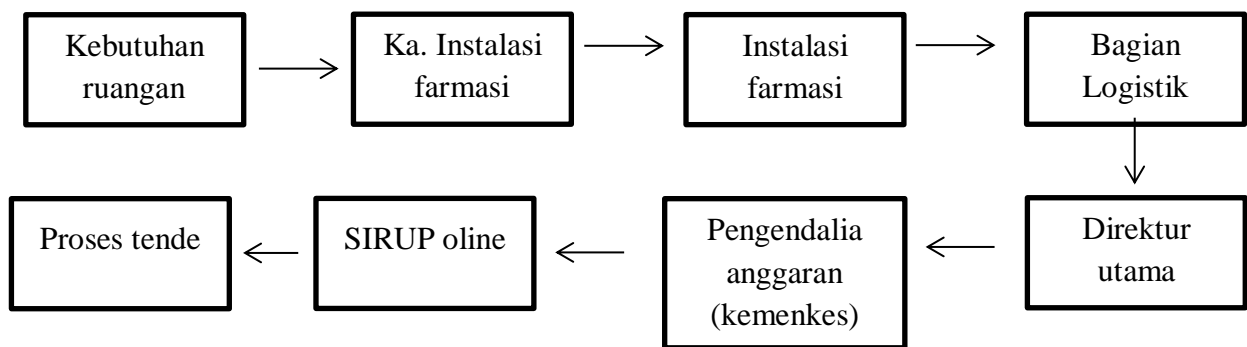 Kebutuhan
ruangan
Ka. Instalasi
farmasi
Instalasi
farmasi
Bagian
Logistik
Direktur
utama
Pengendalia
anggaran
(kemenkes)
SIRUP oline
Proses tende